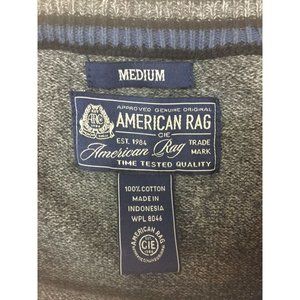 MEDIUM
APPROVED GENUINE ORIGINAL
AMERICAN RAG
CIE
EST. 1984
TRADE
MARK
American Rag
TIME TESTED QUALITY
100% COTTON
MADE IN
INDONESIA
WPL 8046
AMERICAN RAG
CIE